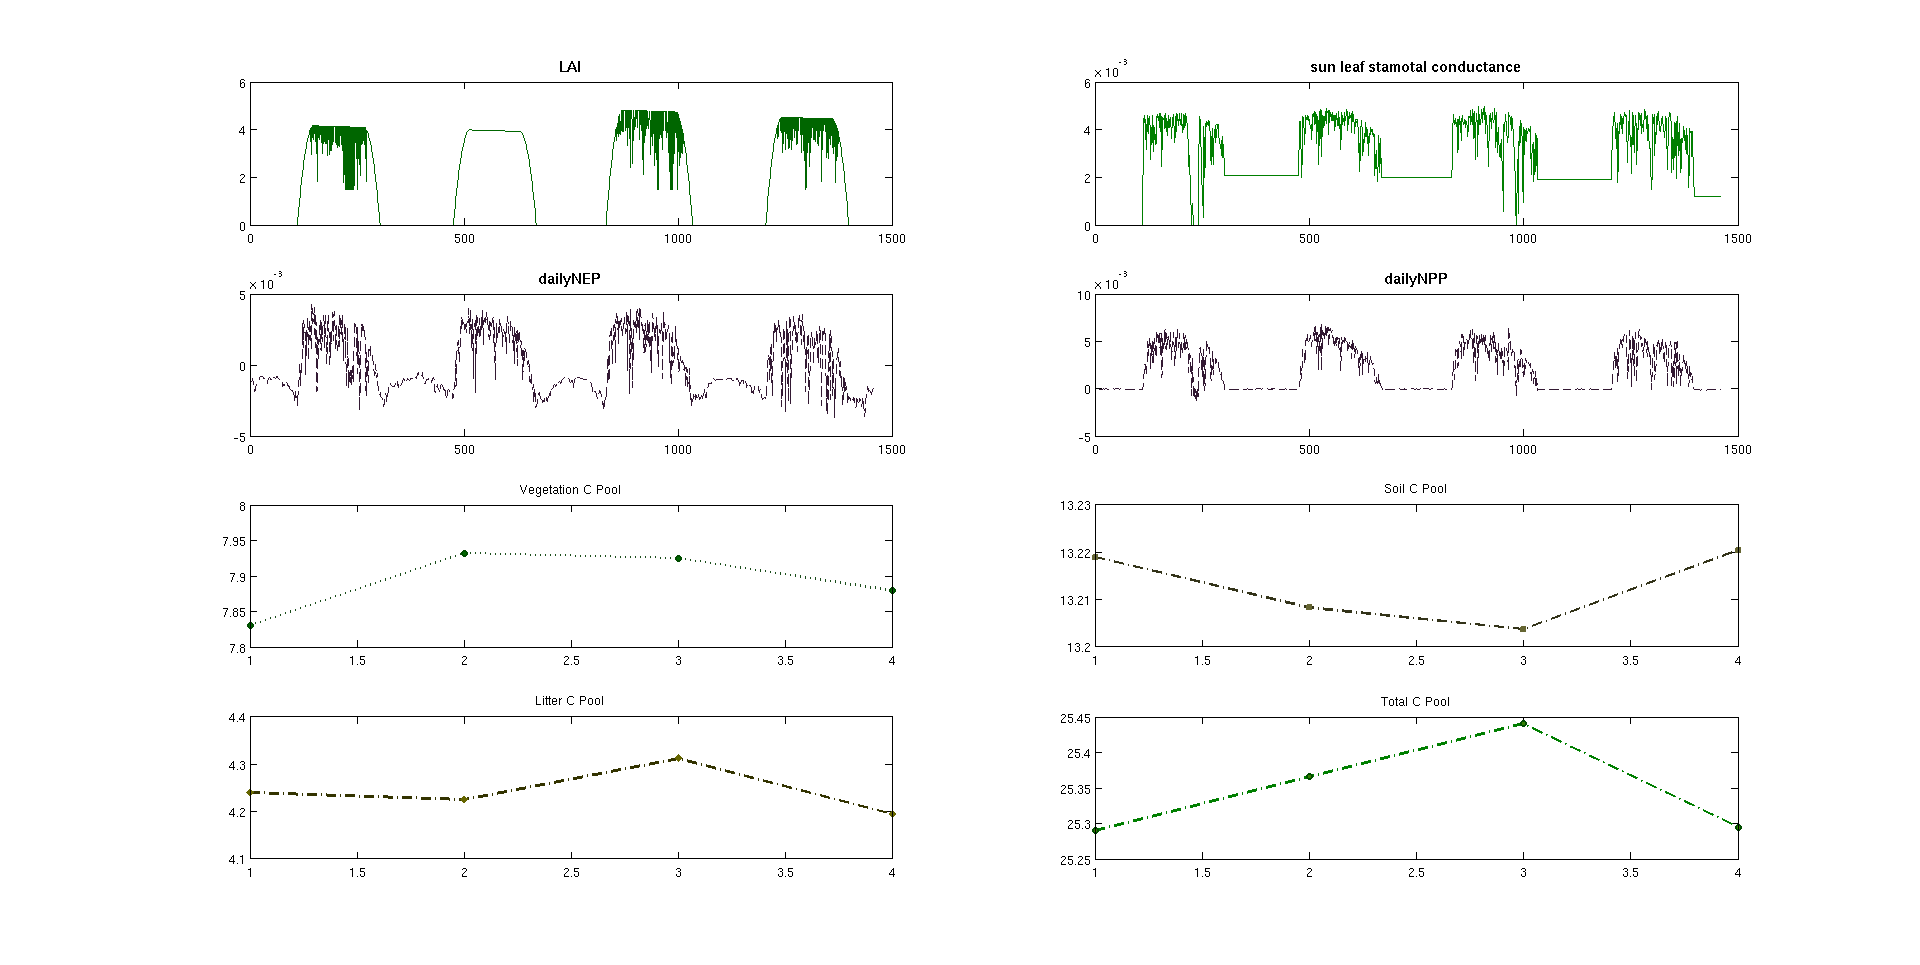 LAI
6
4
2
0
0 500 1000 1500
sun leaf stamotal conductance
×10⁻³
6
4
2
0
0 500 1000 1500
dailyNEP
×10⁻³
5
0
-5
0 500 1000 1500
dailyNPP
×10⁻³
10
5
0
-5
0 500 1000 1500
Vegetation C Pool
8
7.95
7.9
7.85
7.8
1 1.5 2 2.5 3 3.5 4
Soil C Pool
13.23
13.22
13.21
13.2
1 1.5 2 2.5 3 3.5 4
Litter C Pool
4.4
4.3
4.2
4.1
1 1.5 2 2.5 3 3.5 4
Total C Pool
25.45
25.4
25.35
25.3
25.25
1 1.5 2 2.5 3 3.5 4